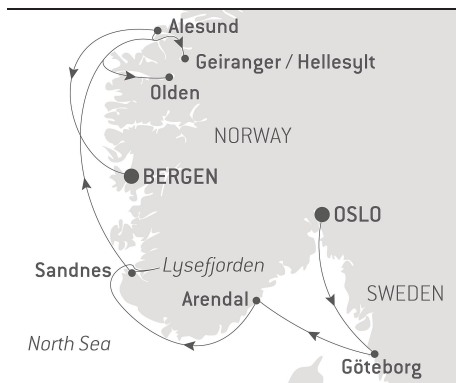 Alesund
Geiranger / Hellesylt
Olden
NORWAY
BERGEN
OSLO
Sandnes
Lysefjorden
Arendal
SWEDEN
North Sea
Göteborg